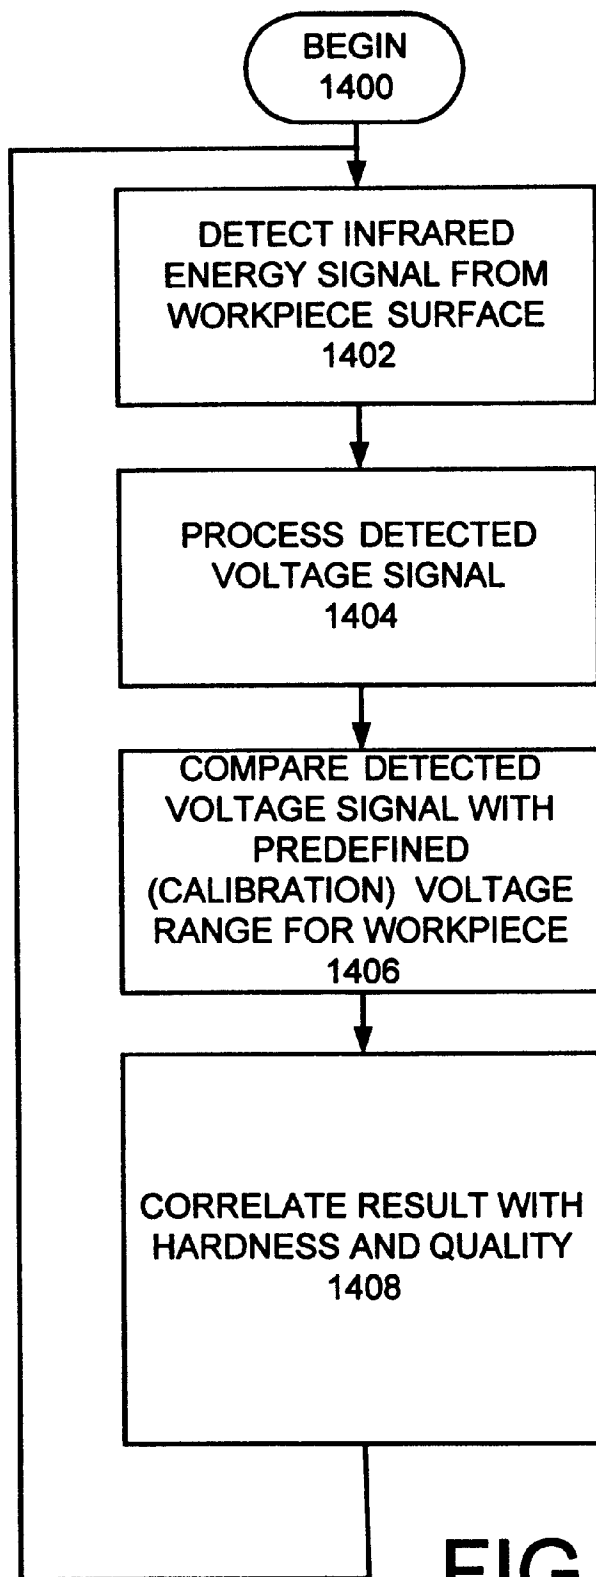 BEGIN
1400
DETECT INFRARED
ENERGY SIGNAL FROM
WORKPIECE SURFACE
1402
PROCESS DETECTED
VOLTAGE SIGNAL
1404
COMPARE DETECTED
VOLTAGE SIGNAL WITH
PREDEFINED
(CALIBRATION) VOLTAGE
RANGE FOR WORKPIECE
1406
CORRELATE RESULT WITH
HARDNESS AND QUALITY
1408
FIG